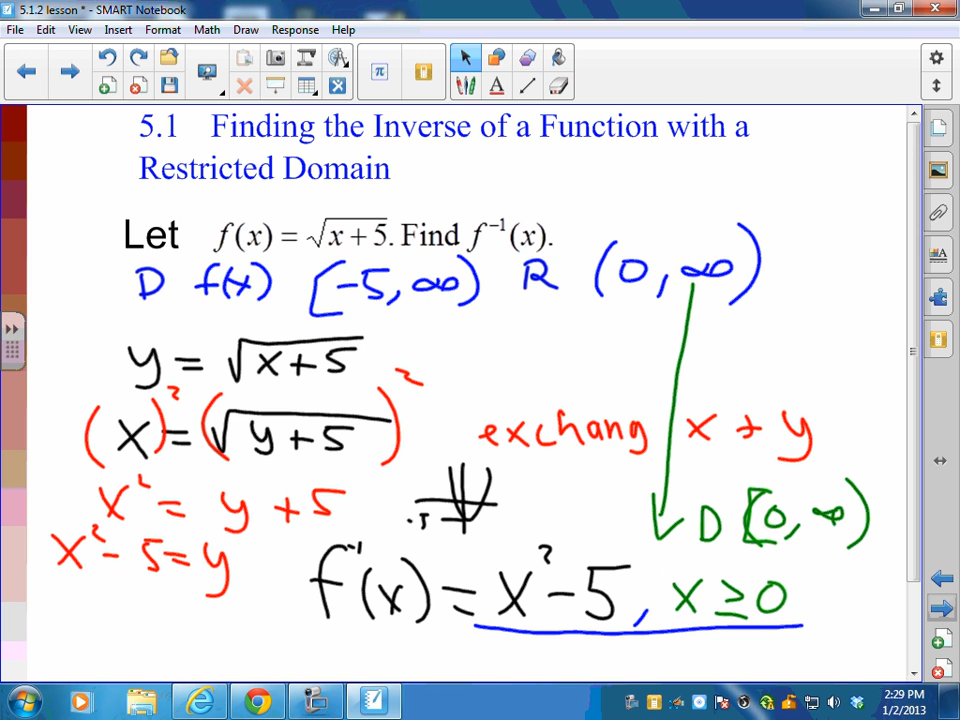 5.1.2 lesson * - SMART Notebook
File Edit View Insert Format Math Draw Response Help
5.1 Finding the Inverse of a Function with a
Restricted Domain
Let f(x) = √(x + 5). Find f⁻¹(x).
D f(x) [-5, ∞) R (0, ∞)
y = √(x+5)
(x)² = (√(y+5))²
exchang x + y
x² = y + 5
-5
D [0, ∞)
x² - 5 = y
f⁻¹(x) = x² - 5, x ≥ 0
2:29 PM
1/2/2013